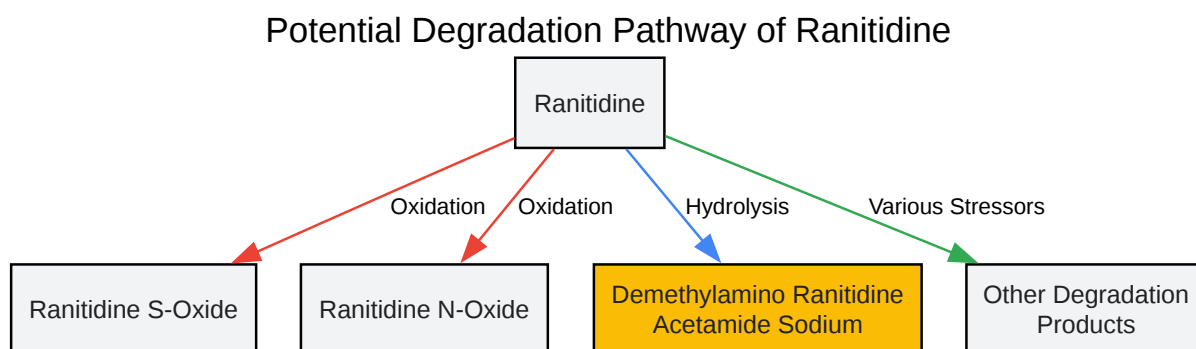 Potential Degradation Pathway of Ranitidine
Ranitidine
Oxidation
Oxidation
Hydrolysis
Various Stressors
Ranitidine S-Oxide
Ranitidine N-Oxide
Demethylamino Ranitidine
Acetamide Sodium
Other Degradation
Products